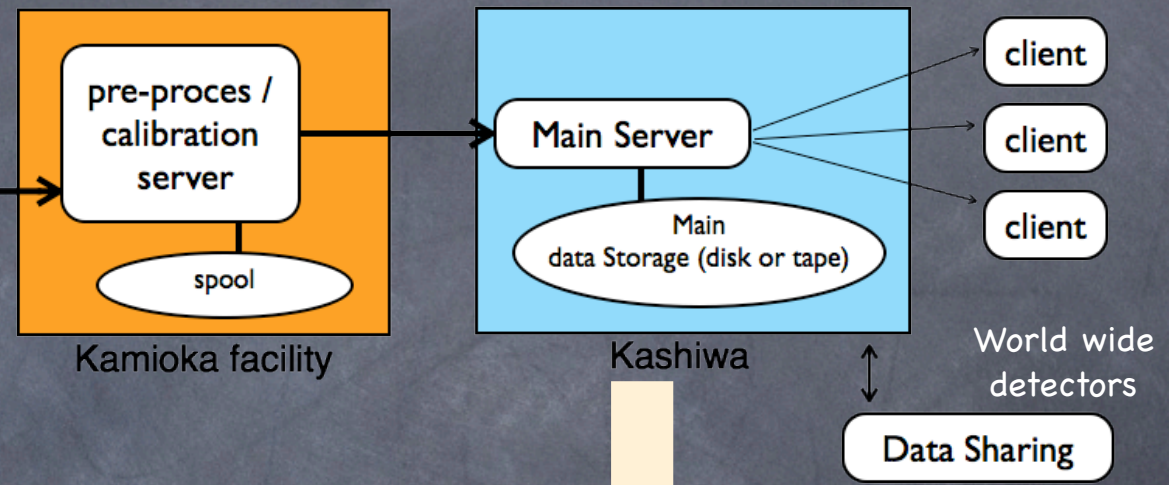 pre-proces /
calibration
server
spool
Kamioka facility
Main Server
Main
data Storage (disk or tape)
Kashiwa
client
client
client
World wide
detectors
Data Sharing